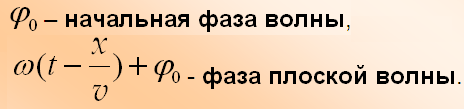 φ₀ – начальная фаза волны,
ω(t − x/v) + φ₀ - фаза плоской волны.